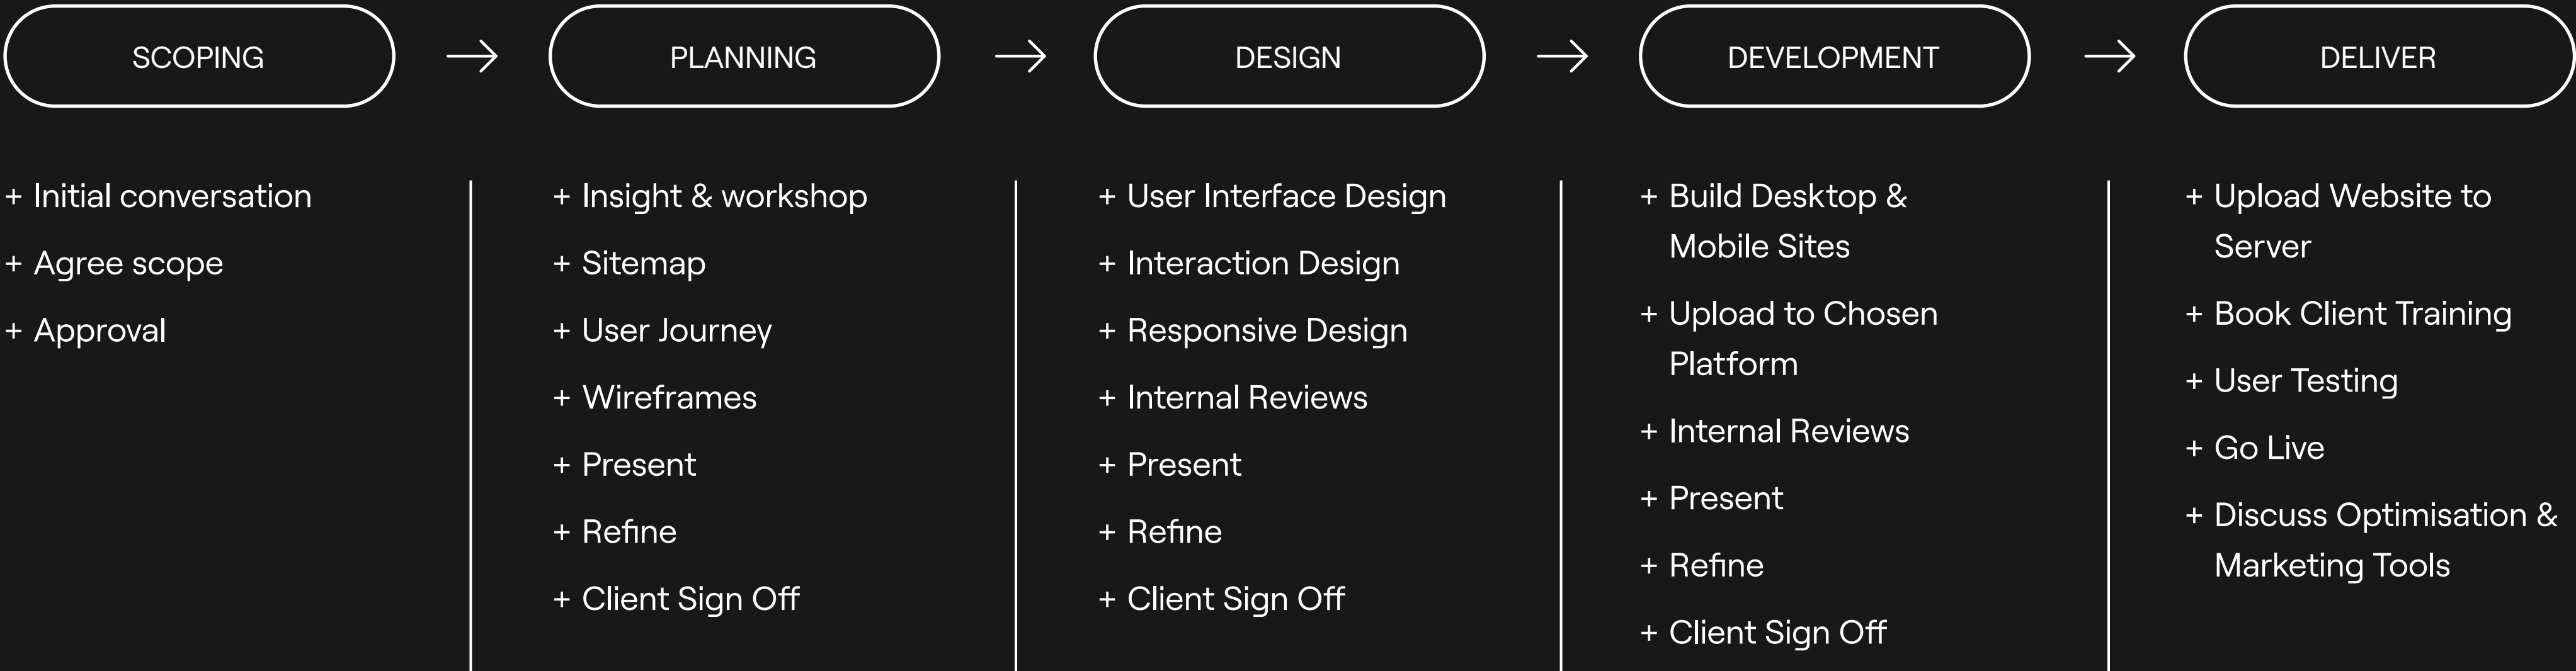 SCOPING → PLANNING → DESIGN → DEVELOPMENT → DELIVER
+ Initial conversation
+ Agree scope
+ Approval
+ Insight & workshop
+ Sitemap
+ User Journey
+ Wireframes
+ Present
+ Refine
+ Client Sign Off
+ User Interface Design
+ Interaction Design
+ Responsive Design
+ Internal Reviews
+ Present
+ Refine
+ Client Sign Off
+ Build Desktop &
Mobile Sites
+ Upload to Chosen
Platform
+ Internal Reviews
+ Present
+ Refine
+ Client Sign Off
+ Upload Website to
Server
+ Book Client Training
+ User Testing
+ Go Live
+ Discuss Optimisation &
Marketing Tools